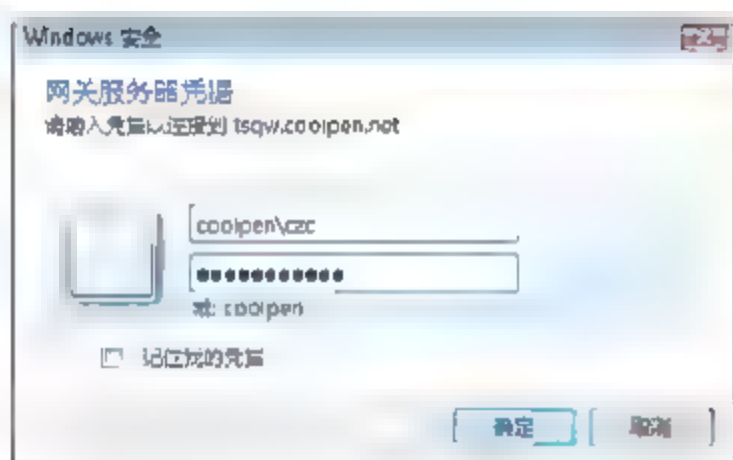 Windows 安全
网关服务器凭据
请输入凭据以连接到 tsgw.coolpen.net
coolpen\czc
●●●●●●●●●●●
域: coolpen
记住我的凭据
确定
取消